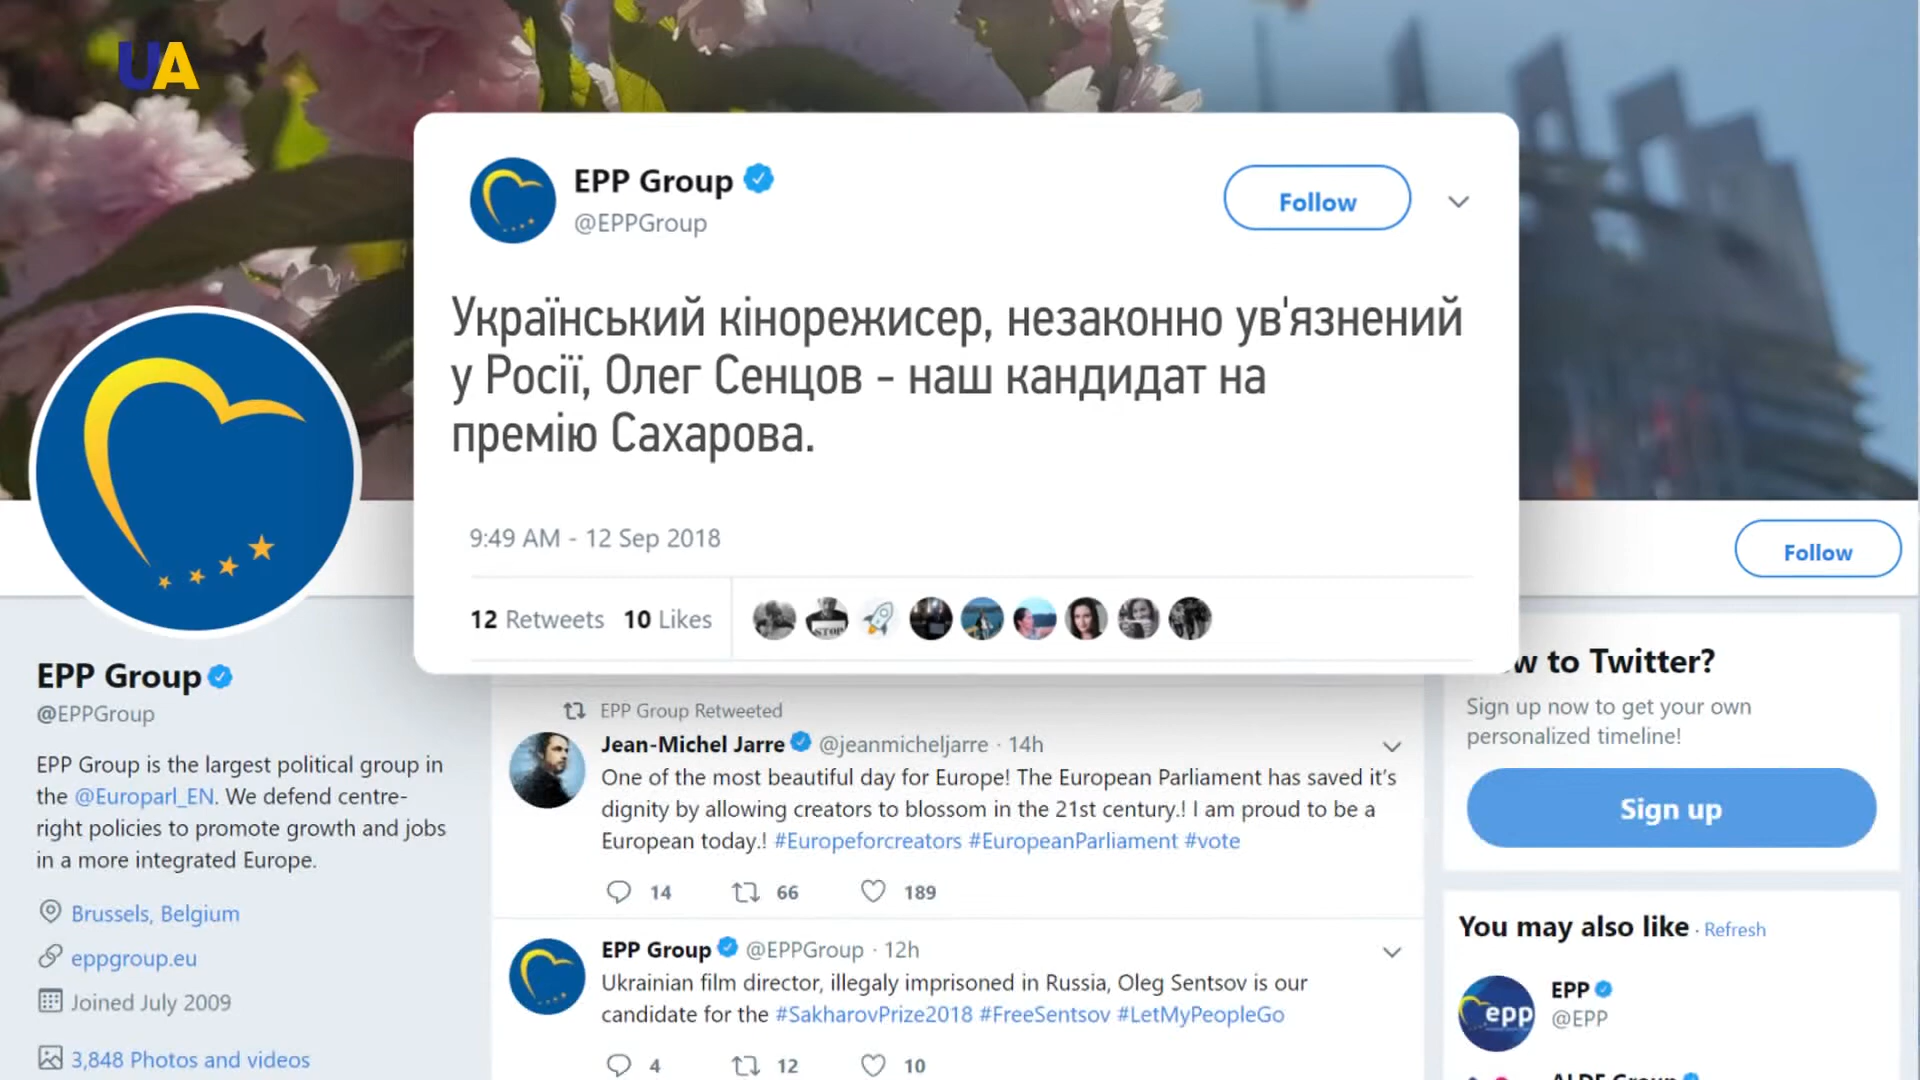 UA
EPP Group
@EPPGroup
Follow
Український кінорежисер, незаконно ув'язнений
у Росії, Олег Сенцов - наш кандидат на
премію Сахарова.
9:49 AM - 12 Sep 2018
12 Retweets 10 Likes
STOP
Follow
EPP Group
@EPPGroup
EPP Group is the largest political group in
the @Europarl_EN. We defend centre-
right policies to promote growth and jobs
in a more integrated Europe.
Brussels, Belgium
eppgroup.eu
Joined July 2009
3,848 Photos and videos
EPP Group Retweeted
Jean-Michel Jarre @jeanmicheljarre · 14h
One of the most beautiful day for Europe! The European Parliament has saved it’s
dignity by allowing creators to blossom in the 21st century.! I am proud to be a
European today.! #Europeforcreators #EuropeanParliament #vote
14 66 189
EPP Group @EPPGroup · 12h
Ukrainian film director, illegaly imprisoned in Russia, Oleg Sentsov is our
candidate for the #SakharovPrize2018 #FreeSentsov #LetMyPeopleGo
4 12 10
w to Twitter?
Sign up now to get your own
personalized timeline!
Sign up
You may also like · Refresh
epp
EPP
@EPP
ALDE Group